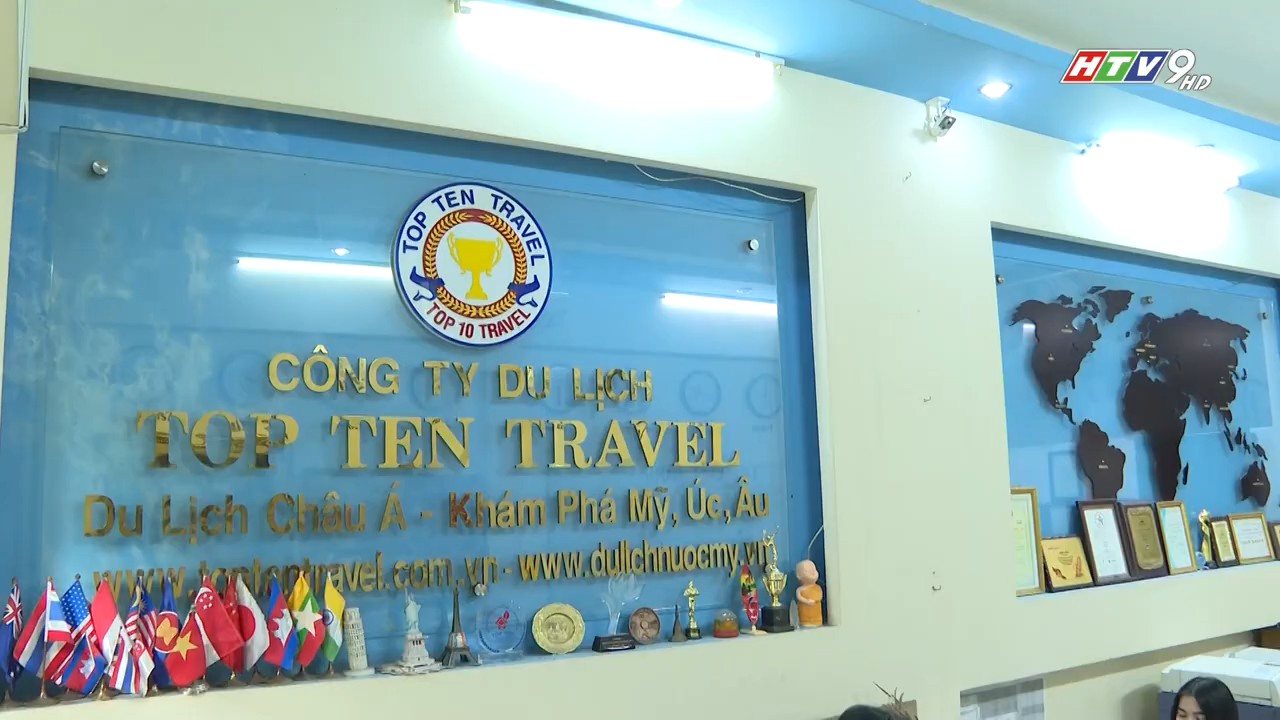 HTV9 HD
TOP TEN TRAVEL
TOP 10 TRAVEL
CÔNG TY DU LỊCH
TOP TEN TRAVEL
Du Lịch Châu Á - Khám Phá Mỹ, Úc, Âu
www.toptentravel.com.vn - www.dulichnuocmy.vn